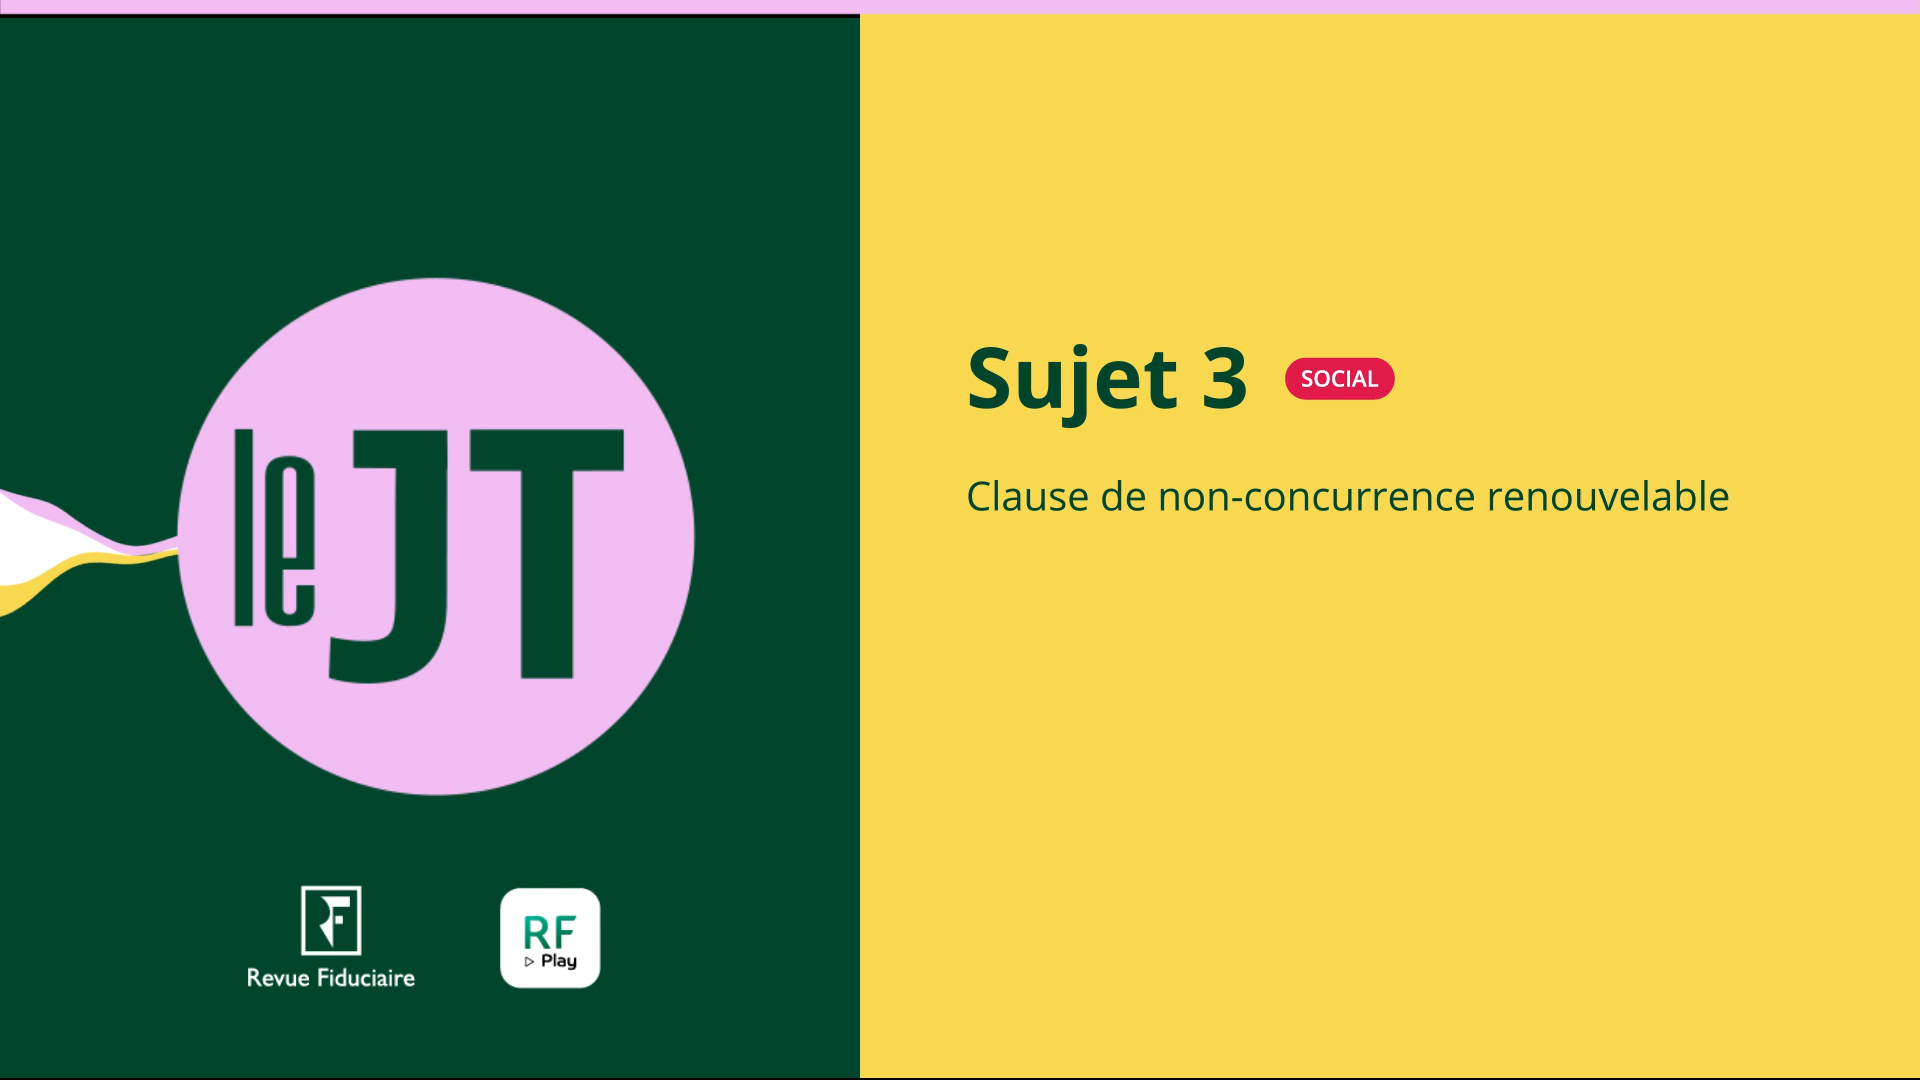 le JT
Revue Fiduciaire
RF
Play
Sujet 3 SOCIAL
Clause de non-concurrence renouvelable